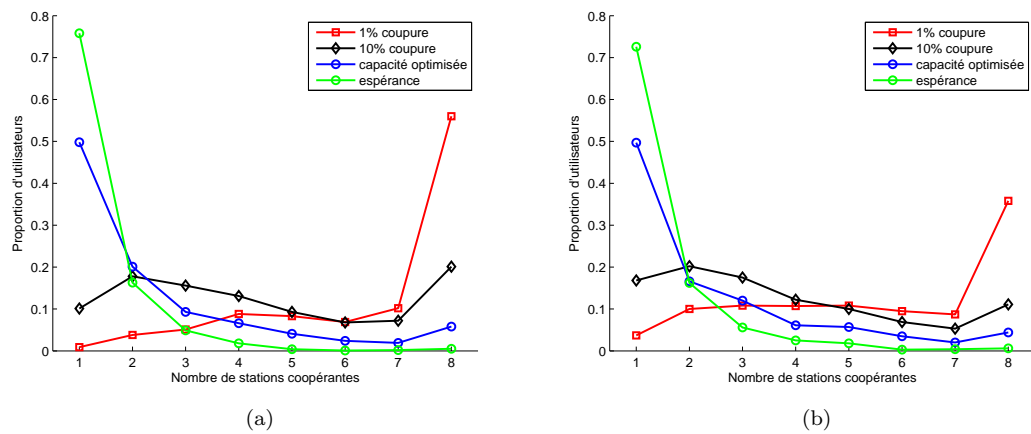 0.8
0.7
0.6
0.5
0.4
0.3
0.2
0.1
0
Proportion d'utilisateurs
1% coupure
10% coupure
capacité optimisée
espérance
1 2 3 4 5 6 7 8
Nombre de stations coopérantes
(a)
0.8
0.7
0.6
0.5
0.4
0.3
0.2
0.1
0
Proportion d'utilisateurs
1% coupure
10% coupure
capacité optimisée
espérance
1 2 3 4 5 6 7 8
Nombre de stations coopérantes
(b)